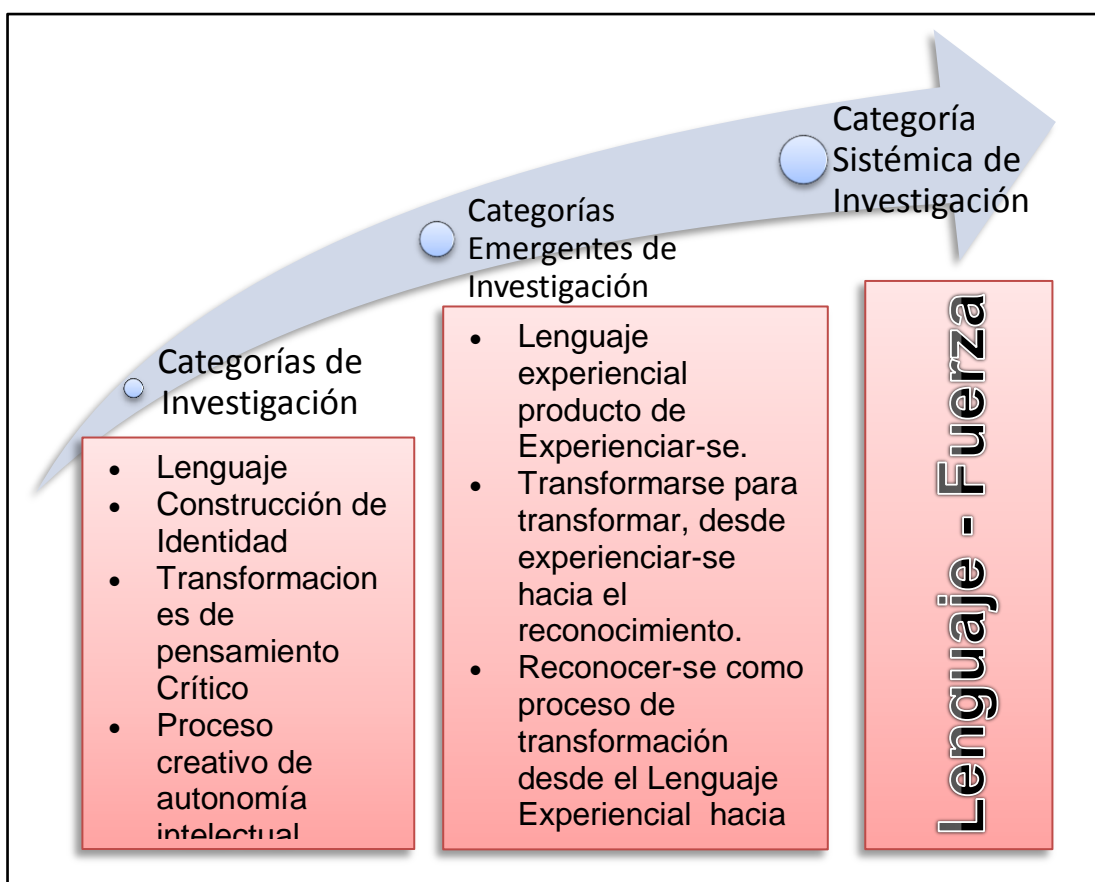 Categorías de
Investigación
• Lenguaje
• Construcción de
Identidad
• Transformacion
es de
pensamiento
Crítico
• Proceso
creativo de
autonomía
intelectual
Categorías
Emergentes de
Investigación
• Lenguaje
experiencial
producto de
Experienciar-se.
• Transformarse para
transformar, desde
experienciar-se
hacia el
reconocimiento.
• Reconocer-se como
proceso de
transformación
desde el Lenguaje
Experiencial hacia
Categoría
Sistémica de
Investigación
Lenguaje - Fuerza